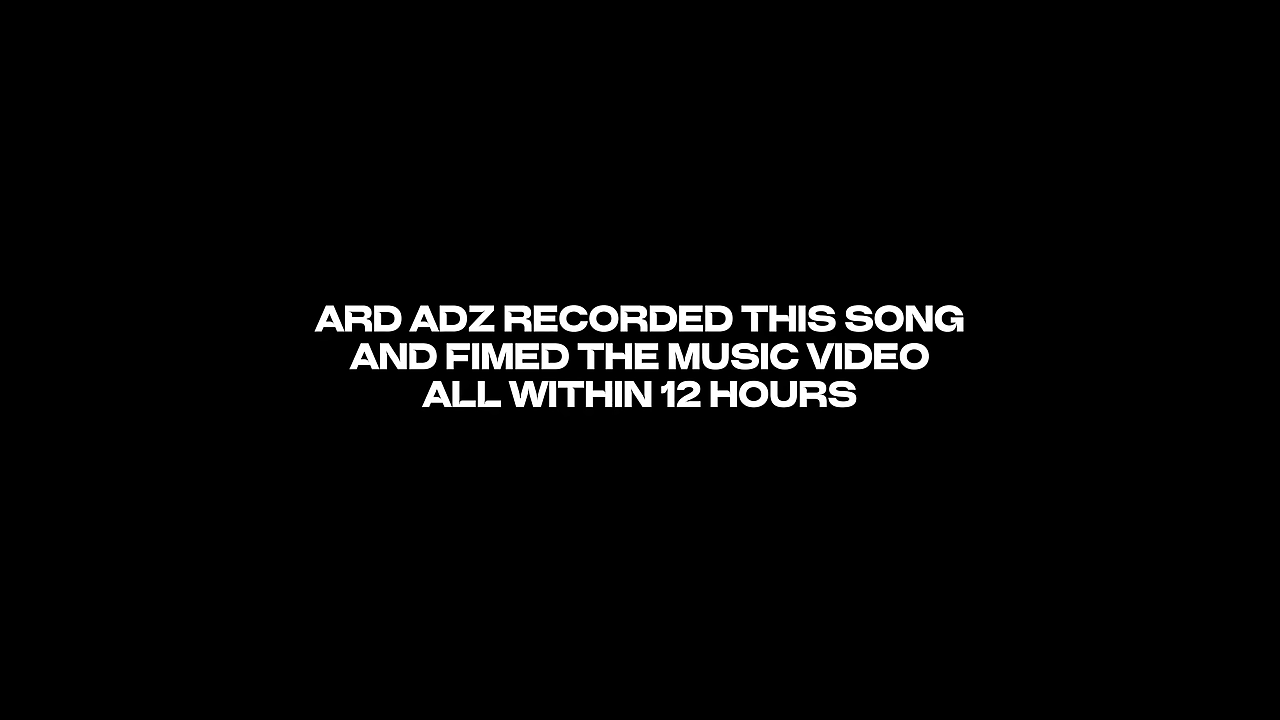 ARD ADZ RECORDED THIS SONG
AND FIMED THE MUSIC VIDEO
ALL WITHIN 12 HOURS